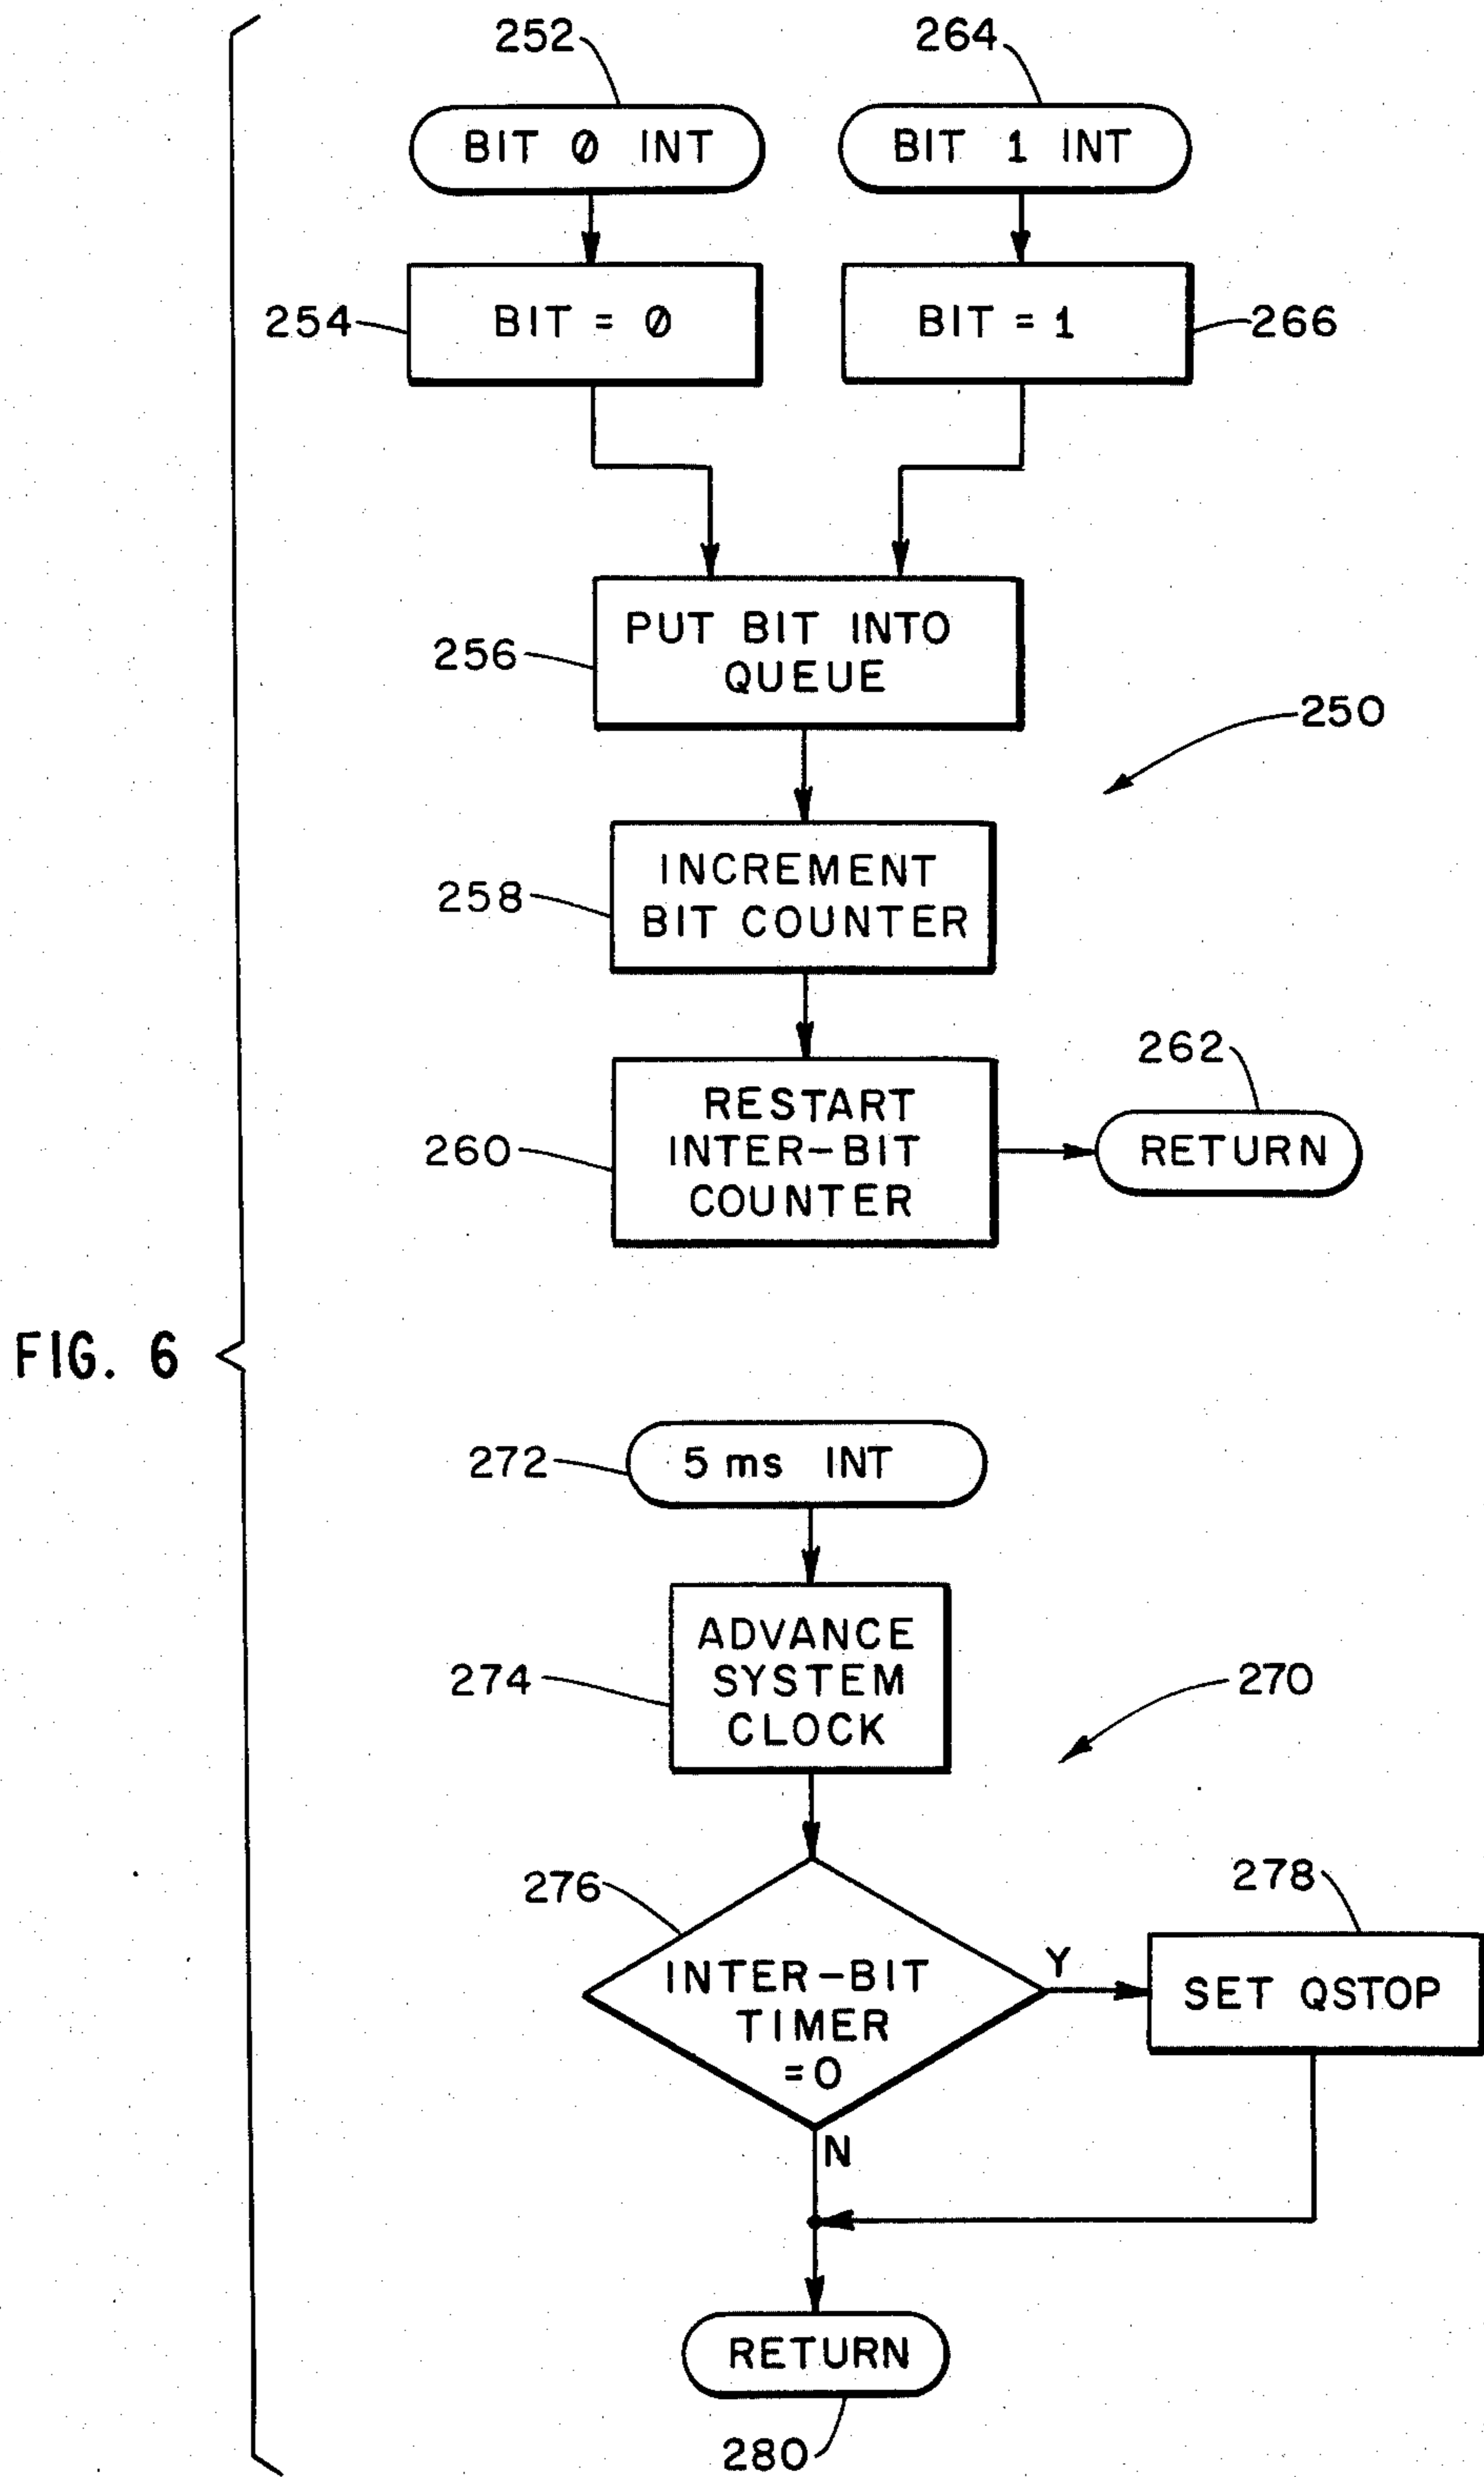 252
264
BIT 0 INT
BIT 1 INT
254
BIT = 0
BIT = 1
266
PUT BIT INTO
QUEUE
256
250
INCREMENT
BIT COUNTER
258
262
RESTART
INTER-BIT
COUNTER
260
RETURN
FIG. 6
272
5 ms INT
ADVANCE
SYSTEM
CLOCK
274
270
276
278
INTER-BIT
TIMER
=0
Y
SET QSTOP
N
RETURN
280